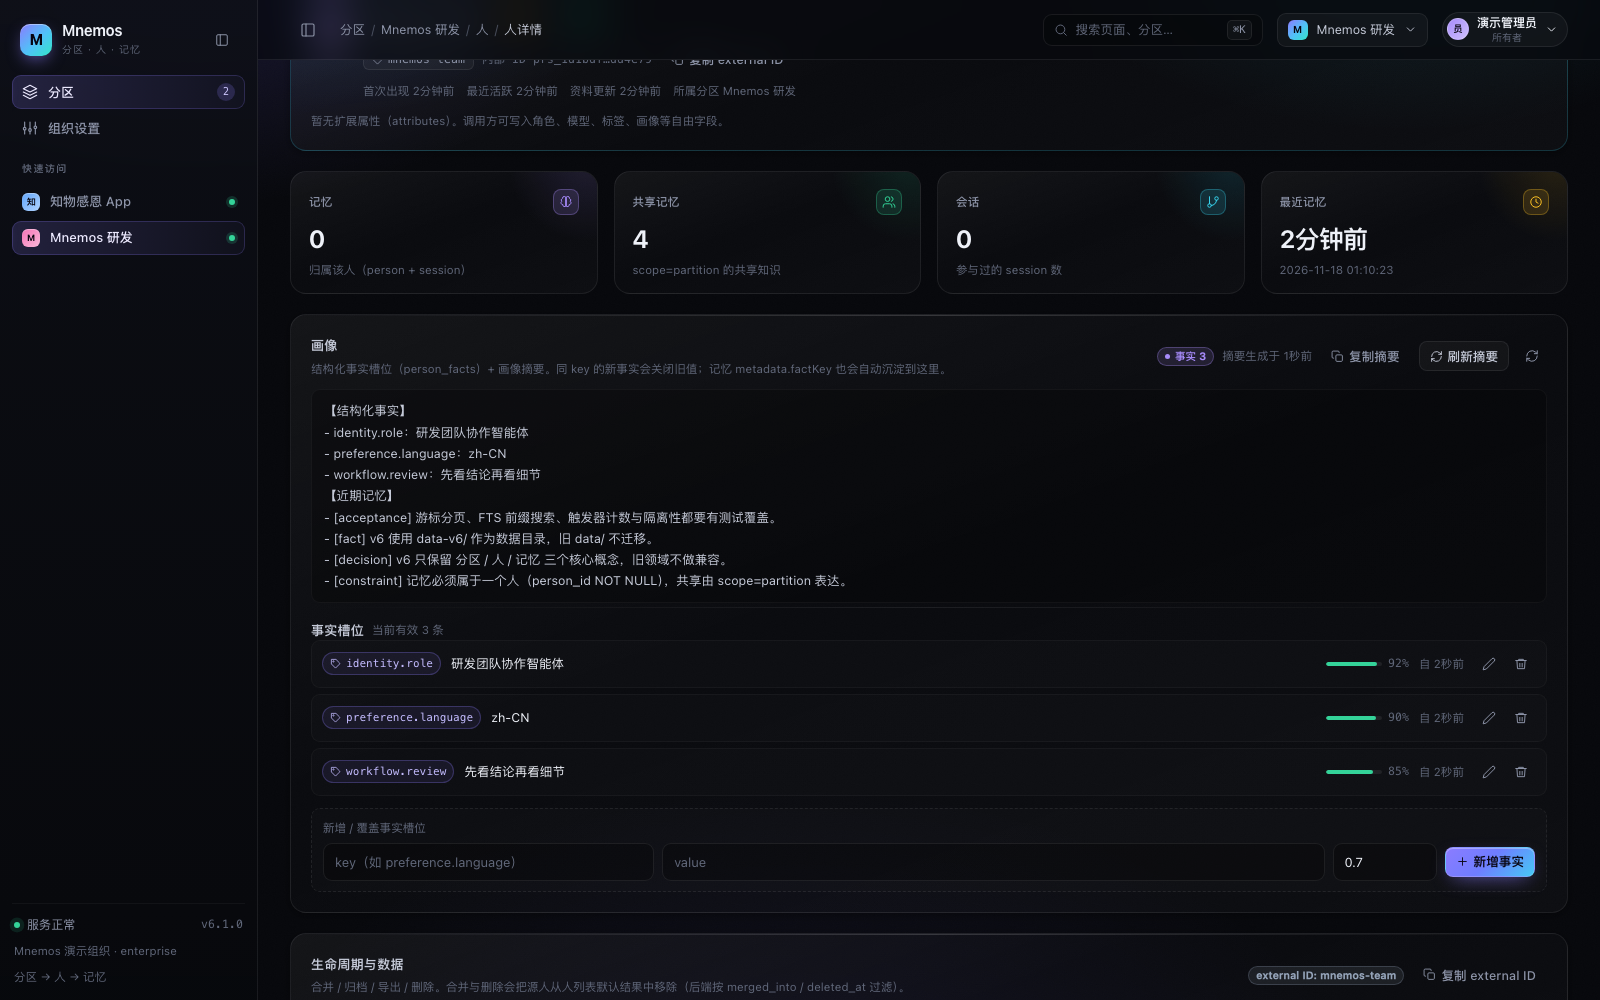 M
Mnemos
分区 · 人 · 记忆
分区
2
组织设置
快速访问
知
知物感恩 App
M
Mnemos 研发
服务正常
v6.1.0
Mnemos 演示组织 · enterprise
分区 → 人 → 记忆
分区 / Mnemos 研发 / 人 / 人详情
搜索页面、分区...
⌘K
M
Mnemos 研发
员
演示管理员
所有者
mnemos-team
复制 external ID
首次出现 2分钟前 最近活跃 2分钟前 资料更新 2分钟前 所属分区 Mnemos 研发
暂无扩展属性（attributes）。调用方可写入角色、模型、标签、画像等自由字段。
记忆
0
归属该人（person + session）
共享记忆
4
scope=partition 的共享知识
会话
0
参与过的 session 数
最近记忆
2分钟前
2026-11-18 01:10:23
画像
结构化事实槽位（person_facts）+ 画像摘要。同 key 的新事实会关闭旧值；记忆 metadata.factKey 也会自动沉淀到这里。
事实 3
摘要生成于 1秒前
复制摘要
刷新摘要
【结构化事实】
- identity.role：研发团队协作智能体
- preference.language：zh-CN
- workflow.review：先看结论再看细节
【近期记忆】
- [acceptance] 游标分页、FTS 前缀搜索、触发器计数与隔离性都要有测试覆盖。
- [fact] v6 使用 data-v6/ 作为数据目录，旧 data/ 不迁移。
- [decision] v6 只保留 分区 / 人 / 记忆 三个核心概念，旧领域不做兼容。
- [constraint] 记忆必须属于一个人（person_id NOT NULL），共享由 scope=partition 表达。
事实槽位 当前有效 3 条
identity.role 研发团队协作智能体 92% 自 2秒前
preference.language zh-CN 90% 自 2秒前
workflow.review 先看结论再看细节 85% 自 2秒前
新增 / 覆盖事实槽位
key（如 preference.language）
value
0.7
新增事实
生命周期与数据
合并 / 归档 / 导出 / 删除。合并与删除会把源人从人列表默认结果中移除（后端按 merged_into / deleted_at 过滤）。
external ID: mnemos-team
复制 external ID